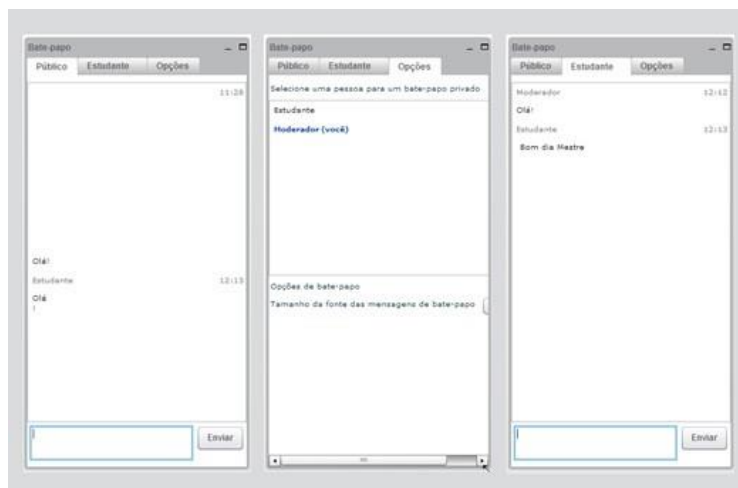 Bate-papo
Público Estudante Opções
11:28
Olá!
Estudante 12:13
Olá
!
Enviar
Bate-papo
Público Estudante Opções
Selecione uma pessoa para um bate-papo privado
Estudante
Moderador (você)
Opções de bate-papo
Tamanho da fonte das mensagens de bate-papo
Bate-papo
Público Estudante Opções
Moderador 12:12
Olá!
Estudante 12:13
Bom dia Mestre
Enviar